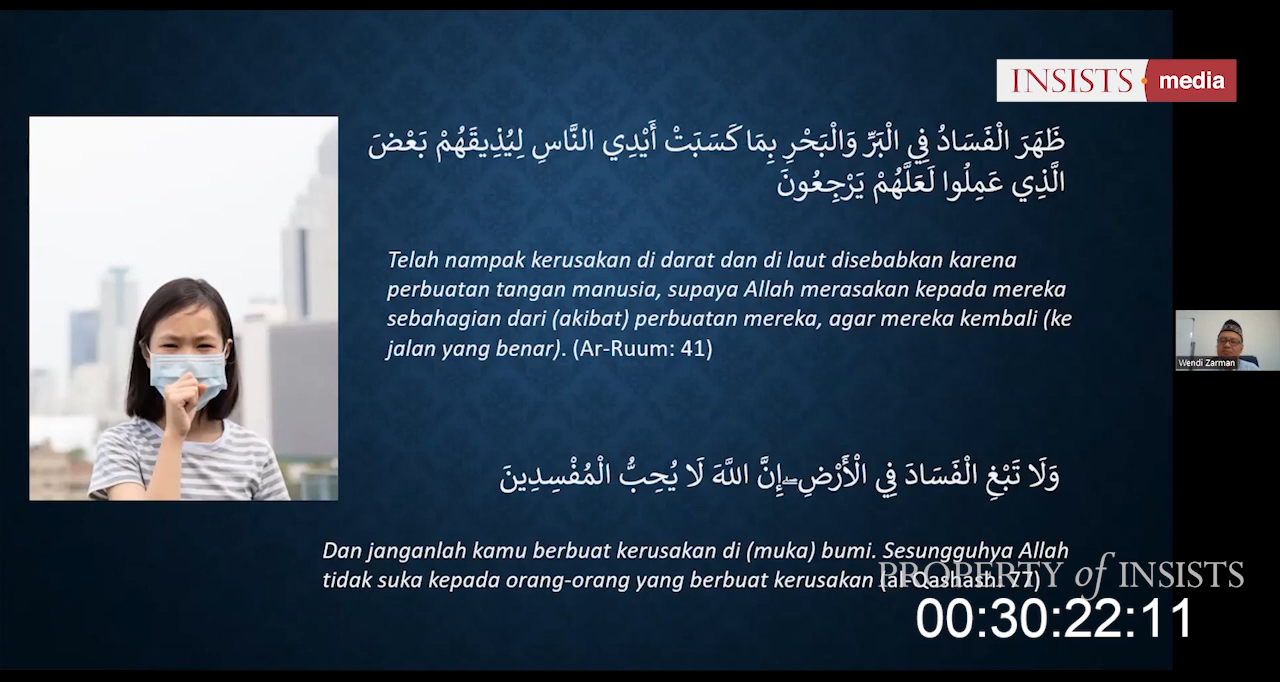 INSISTS media
ظَهَرَ الْفَسَادُ فِي الْبَرِّ وَالْبَحْرِ بِمَا كَسَبَتْ أَيْدِي النَّاسِ لِيُذِيقَهُمْ بَعْضَ
الَّذِي عَمِلُوا لَعَلَّهُمْ يَرْجِعُونَ
Telah nampak kerusakan di darat dan di laut disebabkan karena
perbuatan tangan manusia, supaya Allah merasakan kepada mereka
sebahagian dari (akibat) perbuatan mereka, agar mereka kembali (ke
jalan yang benar). (Ar-Ruum: 41)
Wendi Zarman
وَلَا تَبْغِ الْفَسَادَ فِي الْأَرْضِ ۖ إِنَّ اللَّهَ لَا يُحِبُّ الْمُفْسِدِينَ
Dan janganlah kamu berbuat kerusakan di (muka) bumi. Sesungguhya Allah
tidak suka kepada orang-orang yang berbuat kerusakan (al-Qashash: 77)
PROPERTY of INSISTS
00:30:22:11